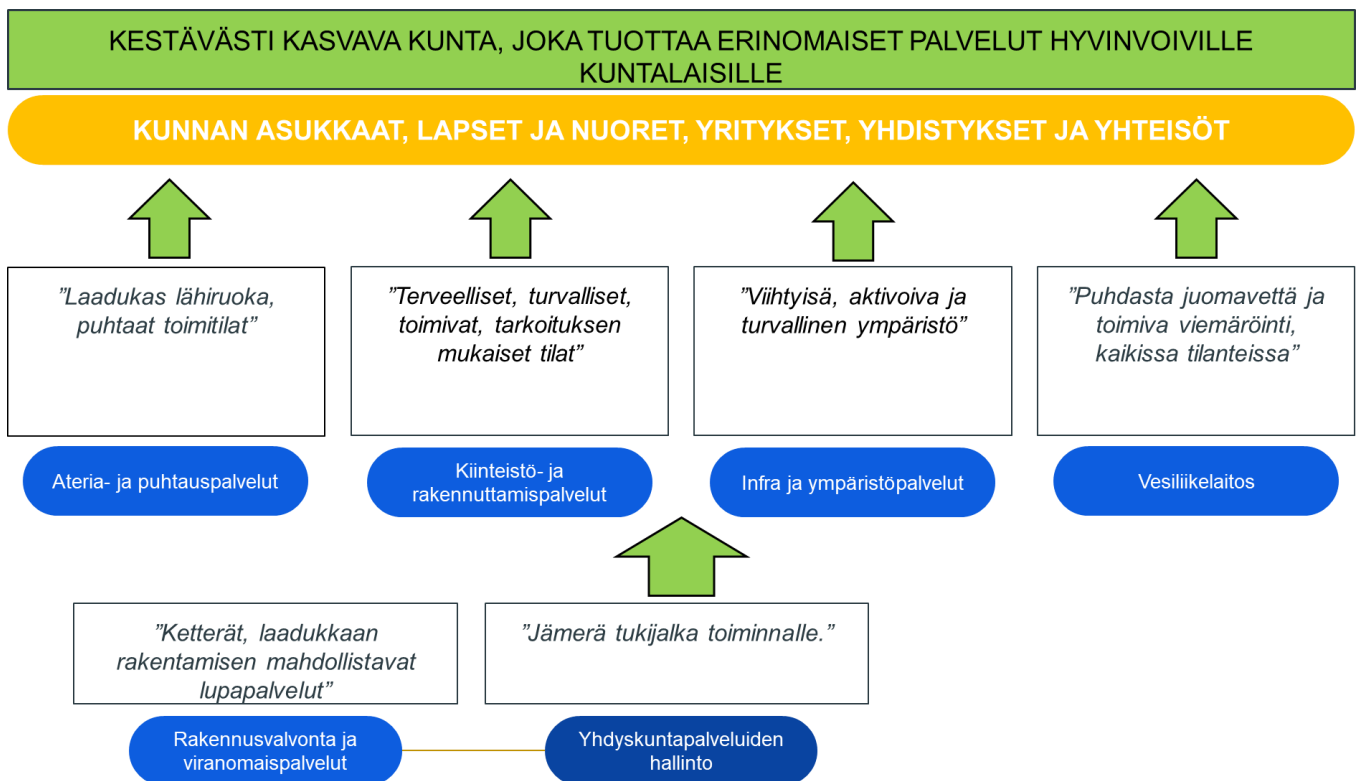 KESTÄVÄSTI KASVAVA KUNTA, JOKA TUOTTAA ERINOMAISET PALVELUT HYVINVOIVILLE
KUNTALAISILLE
KUNNAN ASUKKAAT, LAPSET JA NUORET, YRITYKSET, YHDISTYKSET JA YHTEISÖT
”Laadukas lähiruoka,
puhtaat toimitilat”
”Terveelliset, turvalliset,
toimivat, tarkoituksen
mukaiset tilat”
”Viihtyisä, aktivoiva ja
turvallinen ympäristö”
”Puhdasta juomavettä ja
toimiva viemäröinti,
kaikissa tilanteissa”
Ateria- ja puhtauspalvelut
Kiinteistö- ja
rakennuttamispalvelut
Infra ja ympäristöpalvelut
Vesiliikelaitos
”Ketterät, laadukkaan
rakentamisen mahdollistavat
lupapalvelut”
”Jämerä tukijalka toiminnalle.”
Rakennusvalvonta ja
viranomaispalvelut
Yhdyskuntapalveluiden
hallinto